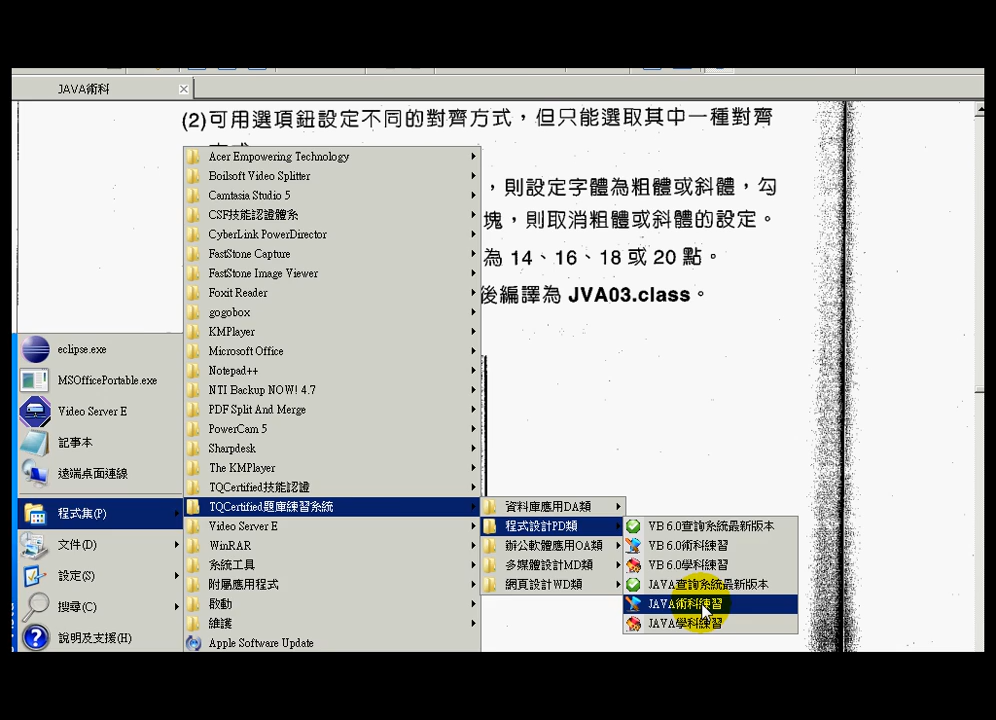 JAVA術科
(2)可用選項鈕設定不同的對齊方式，但只能選取其中一種對齊
，則設定字體為粗體或斜體，勾
塊，則取消粗體或斜體的設定。
為 14、16、18 或 20 點。
後編譯為 JVA03.class。
Acer Empowering Technology
Boilsoft Video Splitter
Camtasia Studio 5
CSF技能認證體系
CyberLink PowerDirector
FastStone Capture
FastStone Image Viewer
Foxit Reader
gogobox
KMPlayer
Microsoft Office
Notepad++
NTI Backup NOW! 4.7
PDF Split And Merge
PowerCam 5
Sharpdesk
The KMPlayer
TQCertified技能認證
TQCertified題庫練習系統
Video Server E
WinRAR
系統工具
附屬應用程式
啟動
維護
Apple Software Update
eclipse.exe
MSOfficePortable.exe
Video Server E
記事本
遠端桌面連線
程式集(P)
文件(D)
設定(S)
搜尋(C)
說明及支援(H)
資料庫應用DA類
程式設計PD類
辦公軟體應用OA類
多媒體設計MD類
網頁設計WD類
VB 6.0查詢系統最新版本
VB 6.0術科練習
VB 6.0學科練習
JAVA查詢系統最新版本
JAVA術科練習
JAVA學科練習